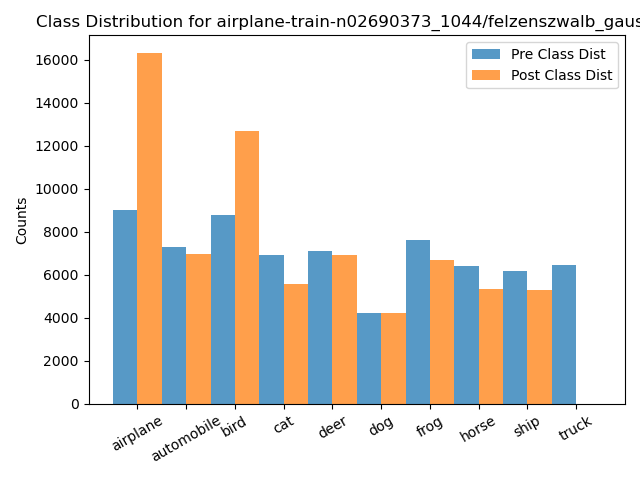 Class Distribution for airplane-train-n02690373_1044/felzenszwalb_gaus
Pre Class Dist
Post Class Dist
Counts
16000
14000
12000
10000
8000
6000
4000
2000
0
airplane
automobile
bird
cat
deer
dog
frog
horse
ship
truck